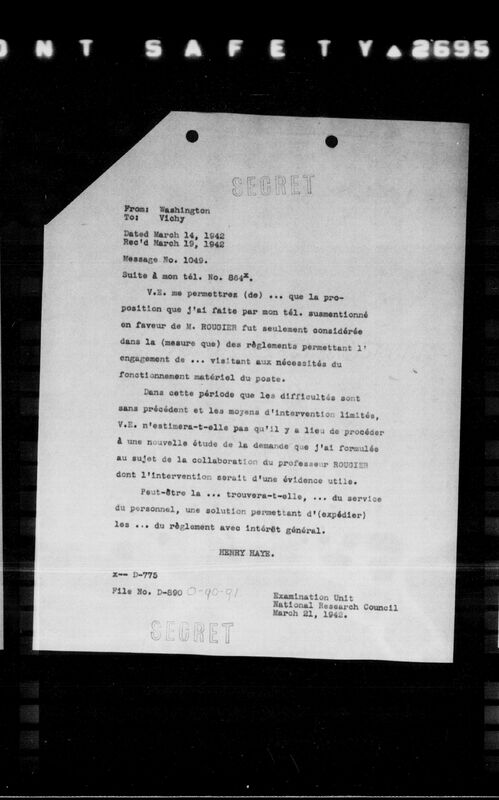 ONT SAFETY▲2695
SECRET
From: Washington
To: Vichy
Dated March 14, 1942
Rec'd March 19, 1942
Message No. 1049.
Suite à mon tél. No. 864x.
V.E. me permettrez (de) ... que la pro-
position que j'ai faite par mon tél. susmentionné
en faveur de M. ROUGIER fut seulement considérée
dans la (mesure que) des règlements permettant l'
engagement de ... visitant aux nécessités du
fonctionnement matériel du poste.
Dans cette période que les difficultés sont
sans précédent et les moyens d'intervention limités,
V.E. n'estimera-t-elle pas qu'il y a lieu de procéder
à une nouvelle étude de la demande que j'ai formulée
au sujet de la collaboration du professeur ROUGIER
dont l'intervention serait d'une évidence utile.
Peut-être la ... trouvera-t-elle, ... du service
du personnel, une solution permettant d'(expédier)
les ... du règlement avec intérêt général.
HENRY HAYE.
x-- D-775
File No. D-890 0-90-91
Examination Unit
National Research Council
March 21, 1942.
SECRET